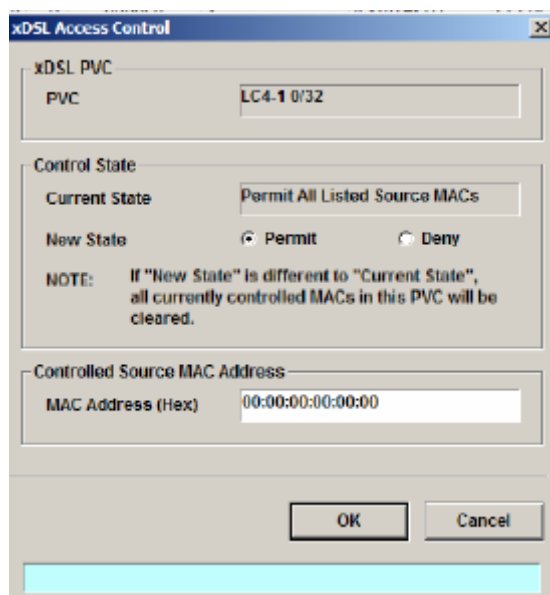 xDSL Access Control
xDSL PVC
PVC LC4-1 0/32
Control State
Current State Permit All Listed Source MACs
New State Permit Deny
NOTE: If "New State" is different to "Current State",
all currently controlled MACs in this PVC will be
cleared.
Controlled Source MAC Address
MAC Address (Hex) 00:00:00:00:00:00
OK Cancel